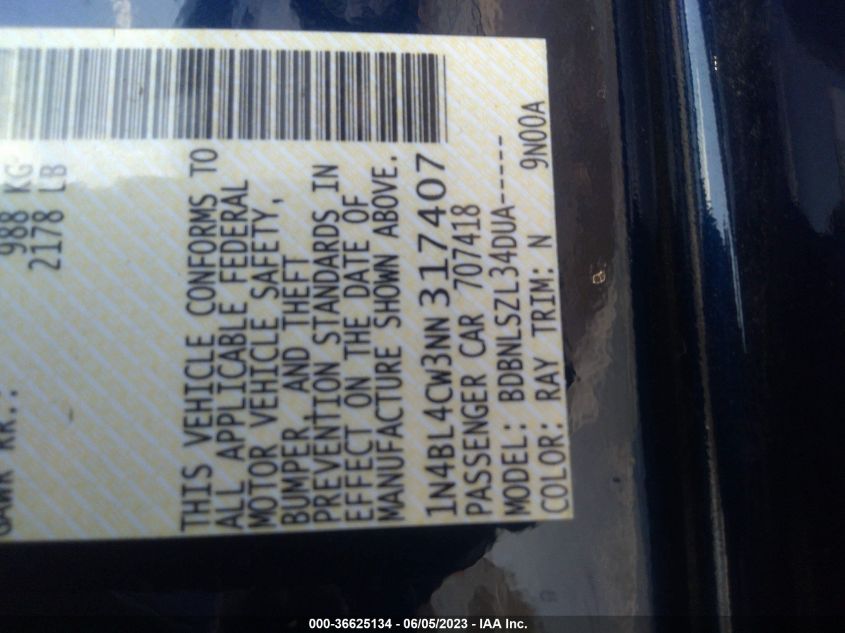 GAWR RR.: 988 KG
2178 LB
THIS VEHICLE CONFORMS TO
ALL APPLICABLE FEDERAL
MOTOR VEHICLE SAFETY,
BUMPER, AND THEFT
PREVENTION STANDARDS IN
EFFECT ON THE DATE OF
MANUFACTURE SHOWN ABOVE.
1N4BL4CW3NN317407
PASSENGER CAR 707418
MODEL: BDBNLSZL34DUA-----
COLOR: RAY TRIM: N 9N00A
000-36625134 - 06/05/2023 - IAA Inc.